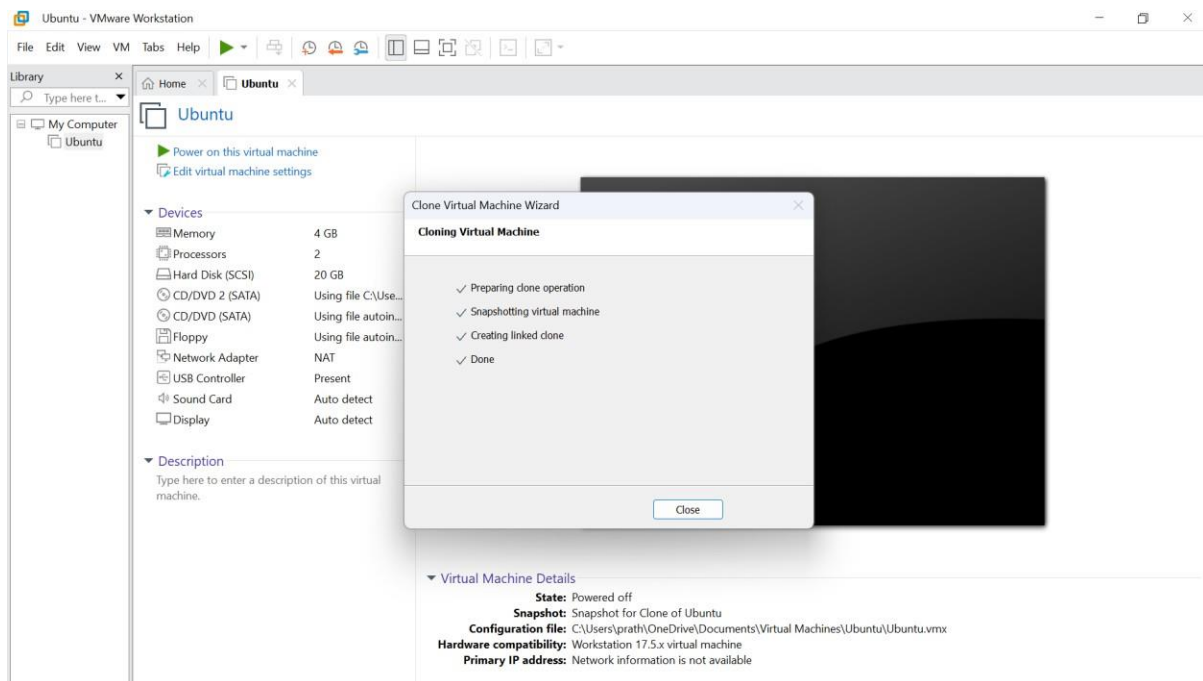 Ubuntu - VMware Workstation
File Edit View VM Tabs Help
Library
Type here t...
My Computer
Ubuntu
Home
Ubuntu
Ubuntu
Power on this virtual machine
Edit virtual machine settings
Devices
Memory 4 GB
Processors 2
Hard Disk (SCSI) 20 GB
CD/DVD 2 (SATA) Using file C:\Use...
CD/DVD (SATA) Using file autoin...
Floppy Using file autoin...
Network Adapter NAT
USB Controller Present
Sound Card Auto detect
Display Auto detect
Description
Type here to enter a description of this virtual
machine.
Clone Virtual Machine Wizard
Cloning Virtual Machine
Preparing clone operation
Snapshotting virtual machine
Creating linked clone
Done
Close
Virtual Machine Details
State: Powered off
Snapshot: Snapshot for Clone of Ubuntu
Configuration file: C:\Users\prath\OneDrive\Documents\Virtual Machines\Ubuntu\Ubuntu.vmx
Hardware compatibility: Workstation 17.5.x virtual machine
Primary IP address: Network information is not available